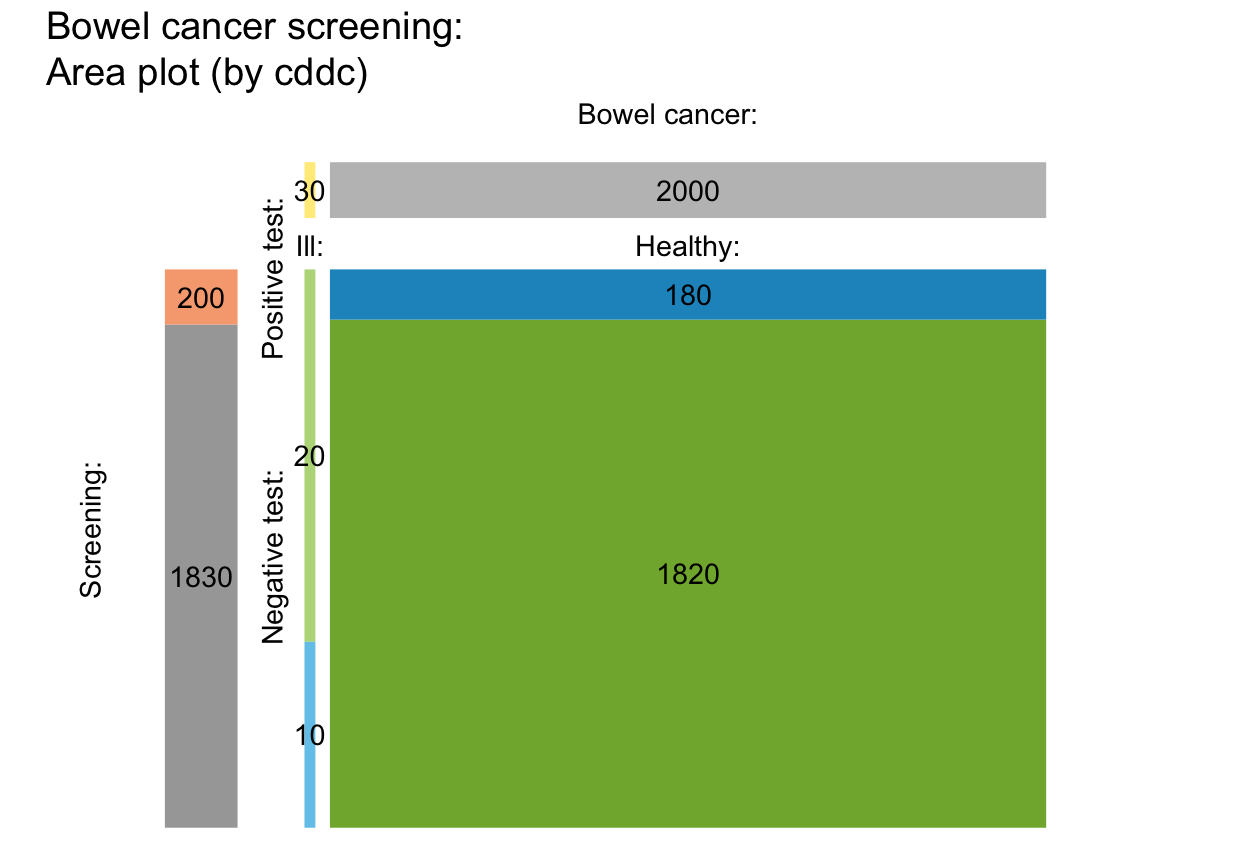 Bowel cancer screening:
Area plot (by cddc)
Bowel cancer:
30
2000
Ill:
Healthy:
Positive test:
200
180
20
Screening:
Negative test:
1830
1820
10